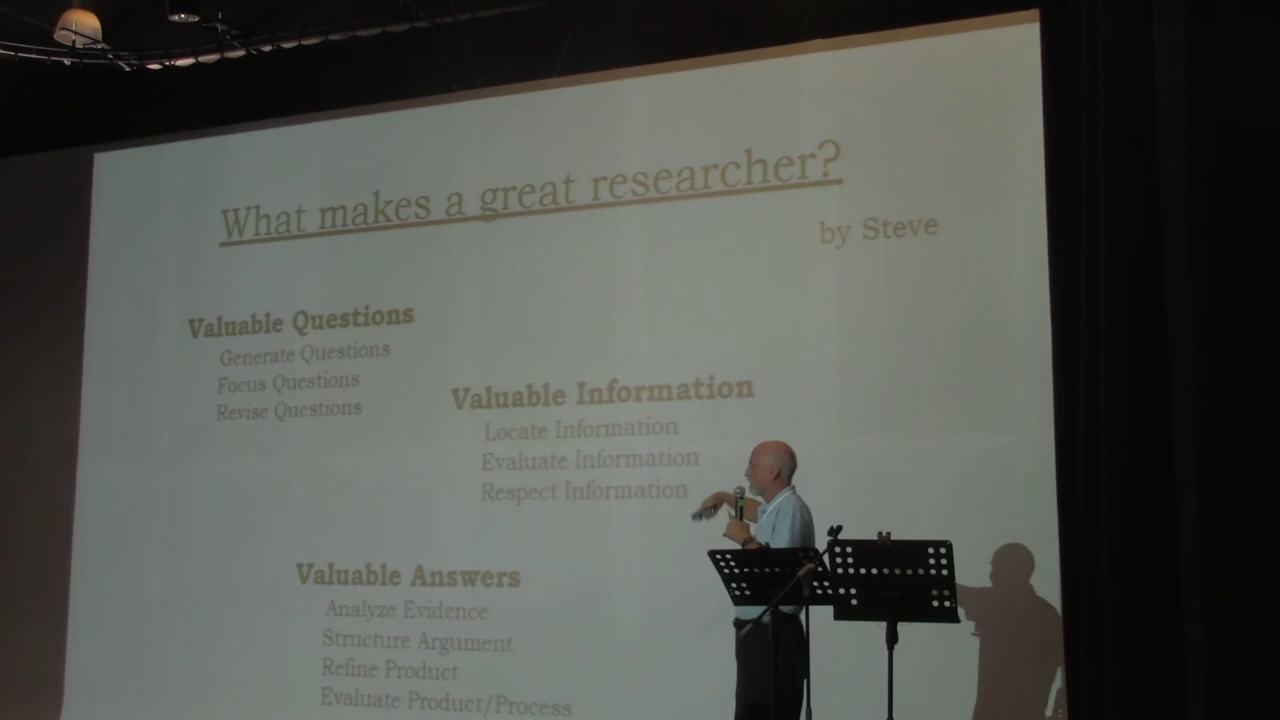 What makes a great researcher?
by Steve
Valuable Questions
Generate Questions
Focus Questions
Revise Questions
Valuable Information
Locate Information
Evaluate Information
Respect Information
Valuable Answers
Analyze Evidence
Structure Argument
Refine Product
Evaluate Product/Process